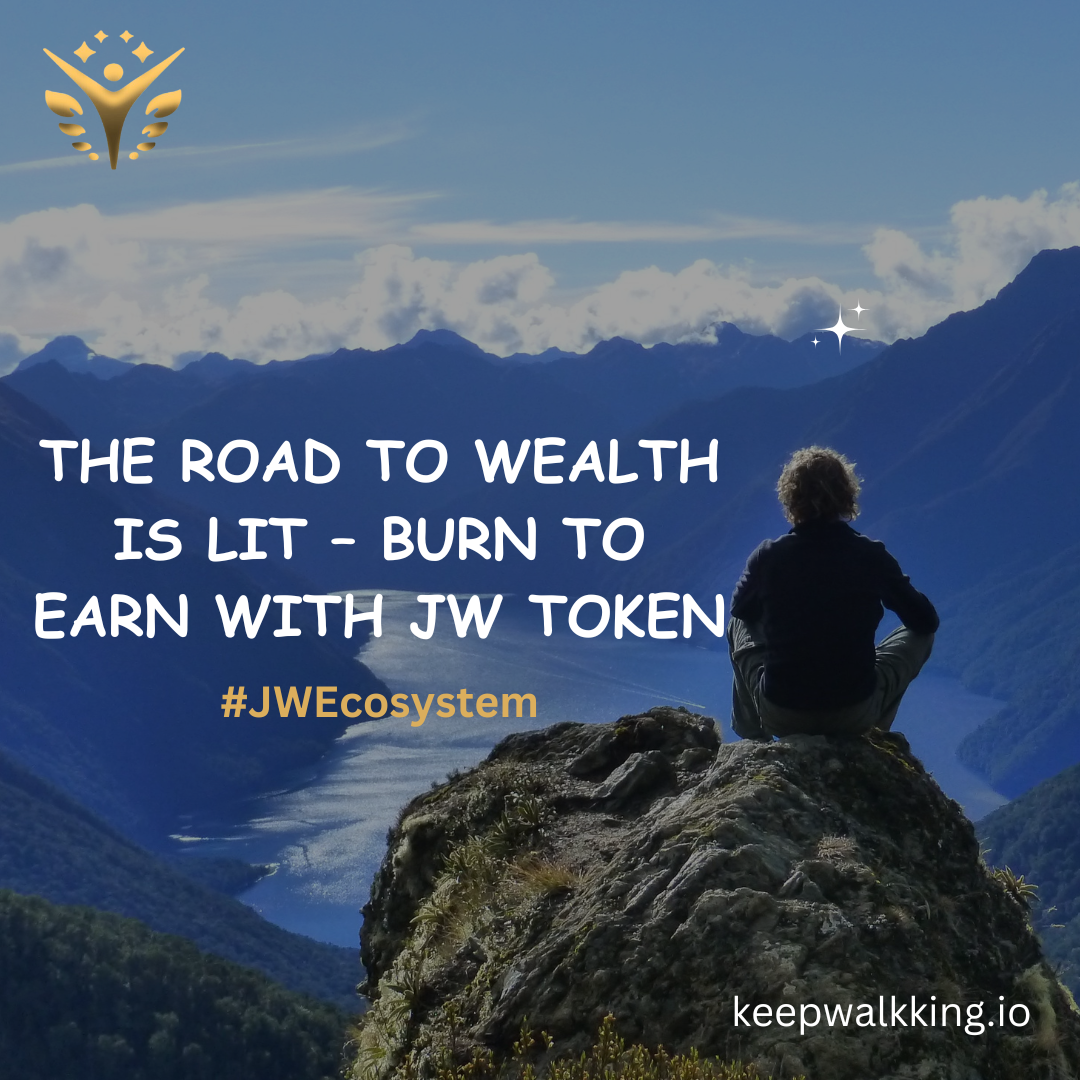 THE ROAD TO WEALTH
IS LIT – BURN TO
EARN WITH JW TOKEN
#JWEcosystem
keepwalkking.io